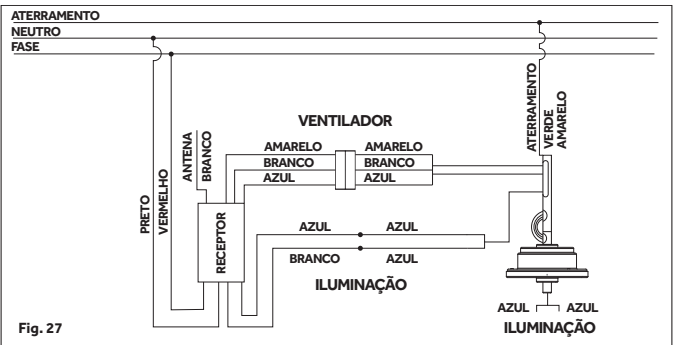 ATERRAMENTO
NEUTRO
FASE
ATERRAMENTO
VERDE
AMARELO
VENTILADOR
ANTENA
BRANCO
AMARELO AMARELO
BRANCO BRANCO
AZUL AZUL
PRETO
VERMELHO
RECEPTOR
AZUL AZUL
BRANCO AZUL
ILUMINAÇÃO
AZUL AZUL
ILUMINAÇÃO
Fig. 27